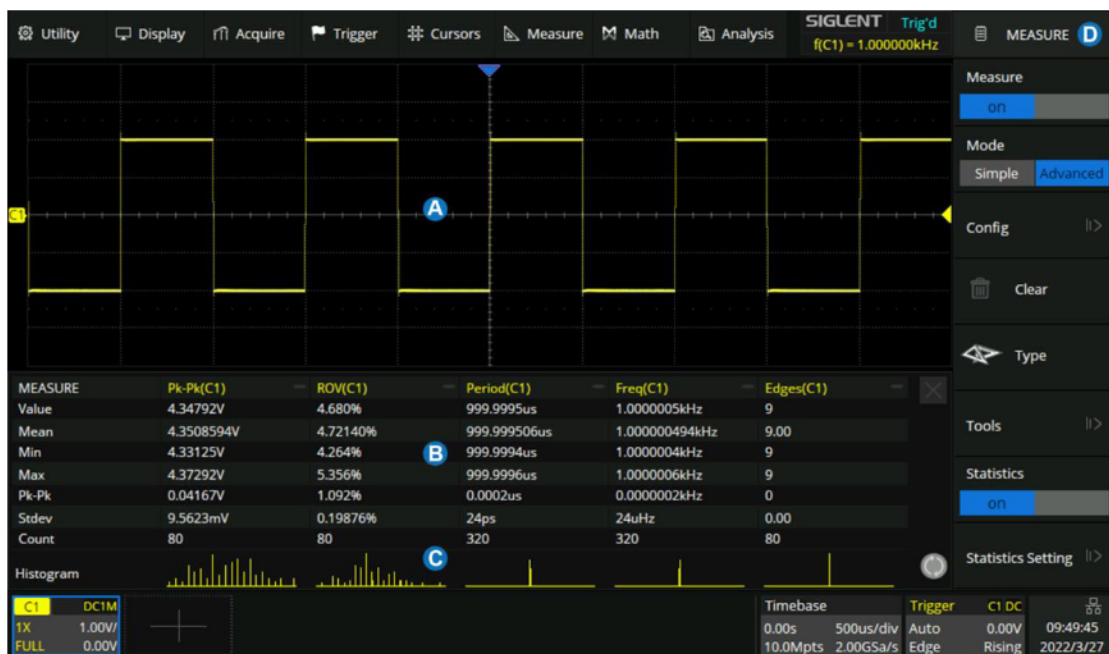 Utility Display Acquire Trigger Cursors Measure Math Analysis
SIGLENT Trig'd
f(C1) = 1.000000kHz
MEASURE D
Measure
on
Mode
Simple Advanced
Config
Clear
Type
Tools
Statistics
on
Statistics Setting
C1
A
MEASURE Pk-Pk(C1) ROV(C1) Period(C1) Freq(C1) Edges(C1)
Value 4.34792V 4.680% 999.9995us 1.0000005kHz 9
Mean 4.3508594V 4.72140% 999.999506us 1.000000494kHz 9.00
Min 4.33125V 4.264% B 999.9994us 1.0000004kHz 9
Max 4.37292V 5.356% 999.9996us 1.0000006kHz 9
Pk-Pk 0.04167V 1.092% 0.0002us 0.0000002kHz 0
Stdev 9.5623mV 0.19876% 24ps 24uHz 0.00
Count 80 80 320 320 80
C
Histogram
C1 DC1M
1X 1.00V/
FULL 0.00V
Timebase
0.00s 500us/div
10.0Mpts 2.00GSa/s
Trigger C1 DC
Auto 0.00V
Edge Rising
09:49:45
2022/3/27